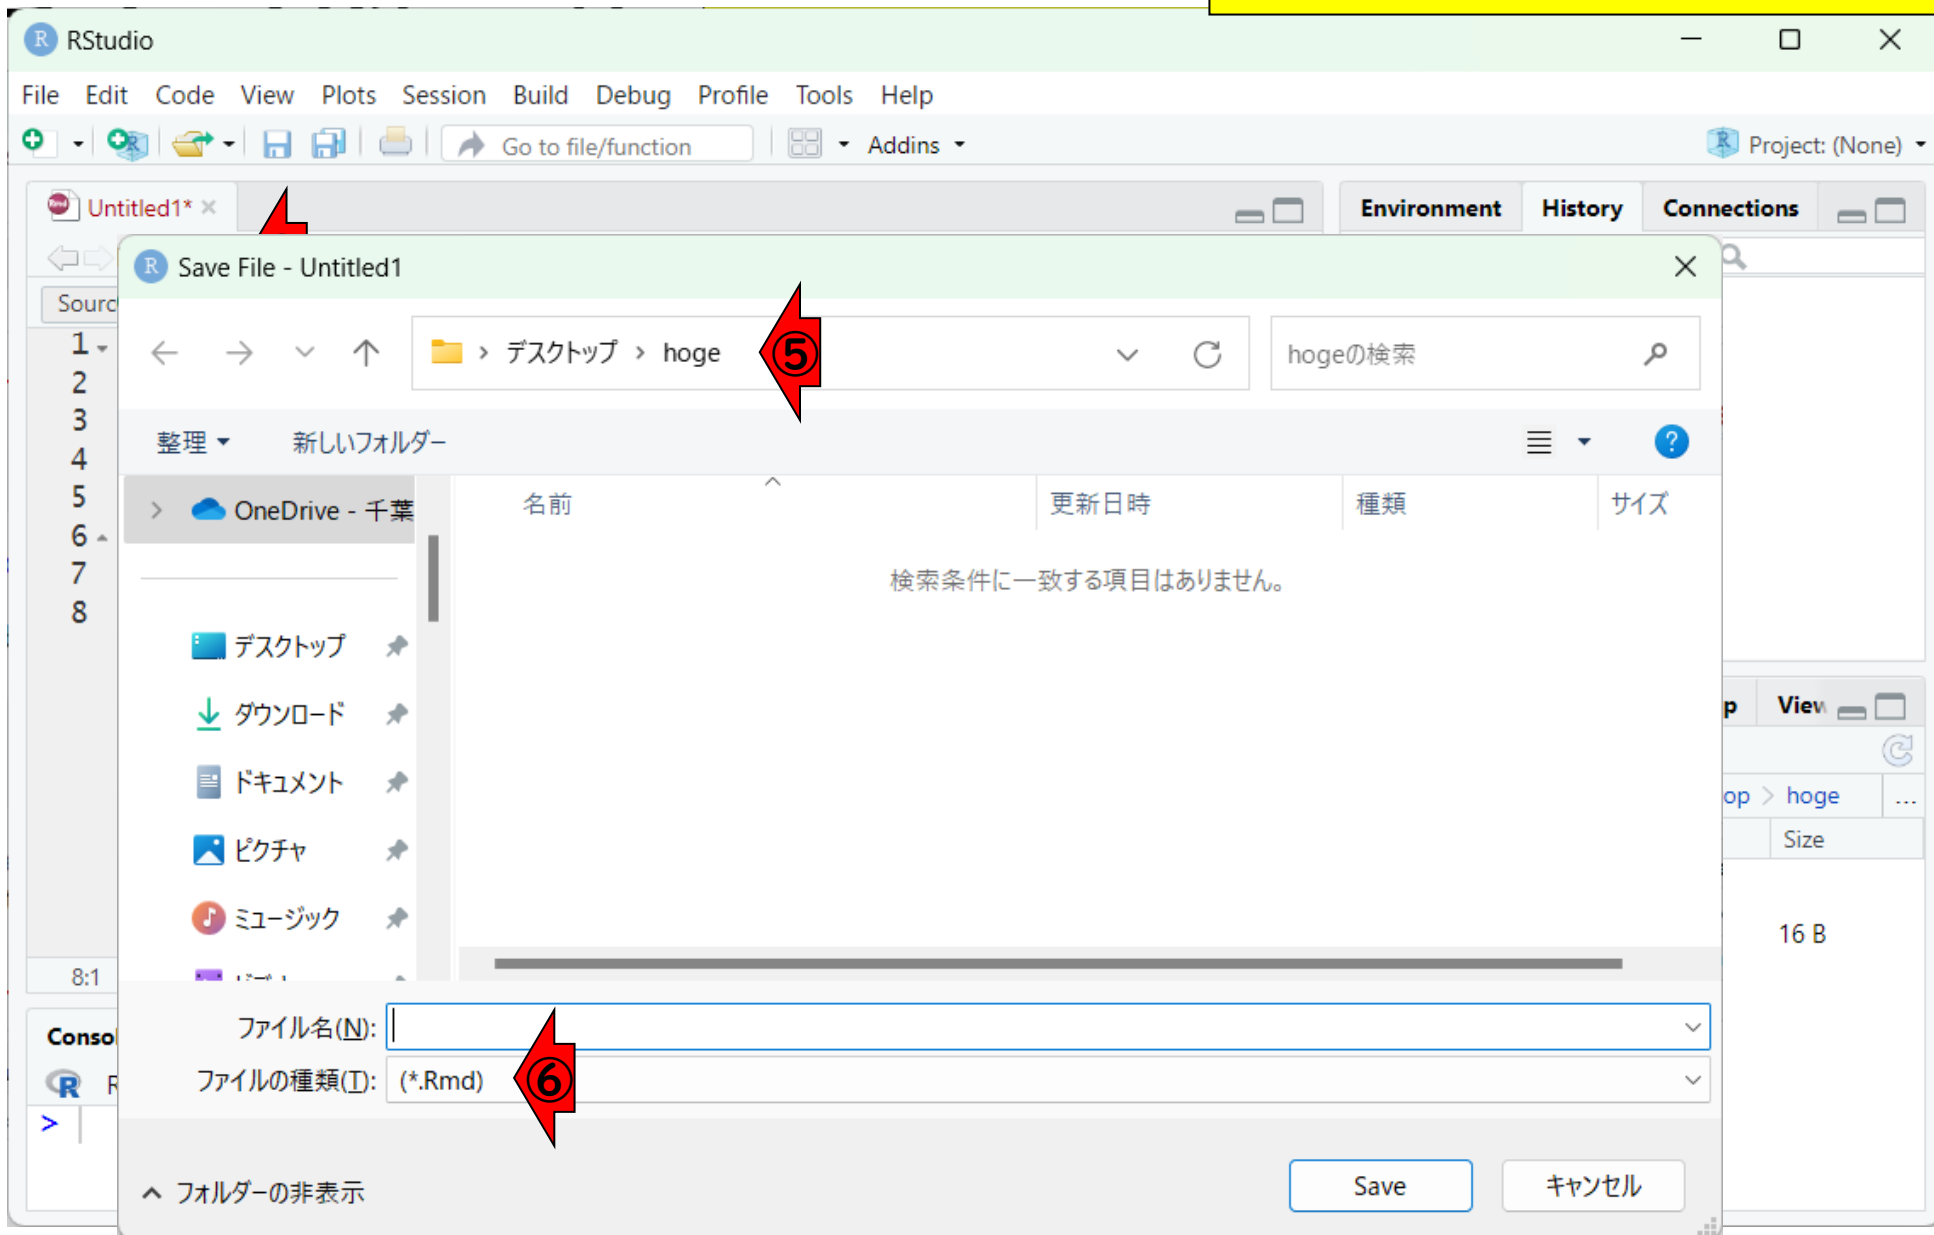 RStudio
File Edit Code View Plots Session Build Debug Profile Tools Help
Go to file/function Addins Project: (None)
Untitled1* Environment History Connections
Save File - Untitled1
Sourc
デスクトップ > hoge ⑤ hogeの検索
整理 新しいフォルダー
OneDrive - 千葉 名前 更新日時 種類 サイズ
検索条件に一致する項目はありません。
1
2
3
4
5
6
7
8
デスクトップ
ダウンロード
ドキュメント
ピクチャ
ミュージック
p View
op > hoge ...
Size
16 B
8:1
ファイル名(N):
ファイルの種類(T): (*.Rmd) ⑥
Consol
R
>
フォルダーの非表示 Save キャンセル